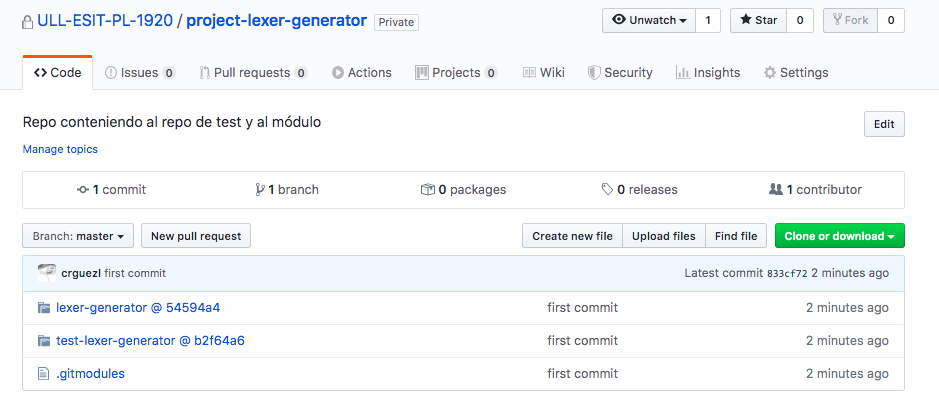 ULL-ESIT-PL-1920 / project-lexer-generator Private Unwatch 1 Star 0 Fork 0
Code Issues 0 Pull requests 0 Actions Projects 0 Wiki Security Insights Settings
Repo conteniendo al repo de test y al módulo Edit
Manage topics
1 commit 1 branch 0 packages 0 releases 1 contributor
Branch: master New pull request Create new file Upload files Find file Clone or download
crguezl first commit Latest commit 833cf72 2 minutes ago
lexer-generator @ 54594a4 first commit 2 minutes ago
test-lexer-generator @ b2f64a6 first commit 2 minutes ago
.gitmodules first commit 2 minutes ago